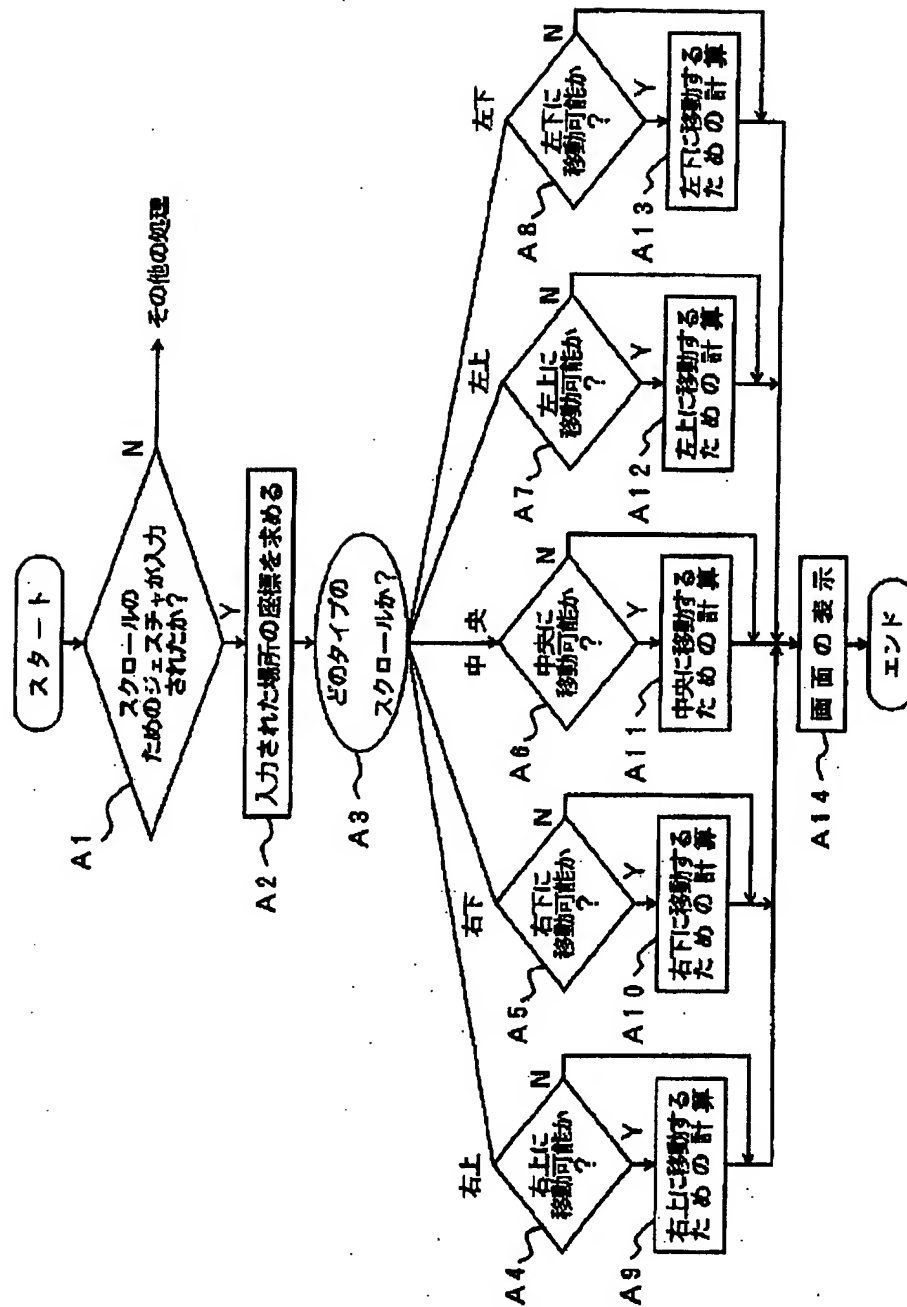 スタート
スクロールの
ためのジェスチャが入力
されたか?
A1
N
その他の処理
Y
入力された場所の座標を求める
A2
どのタイプの
スクロールか?
A3
右上
右下
中央
左上
左下
右上に
移動可能か
?
A4
N
Y
右下に
移動可能か
?
A5
N
Y
中央に
移動可能か
?
A6
N
Y
左上に
移動可能か
?
A7
N
Y
左下に
移動可能か
?
A8
N
Y
右上に移動する
ための計算
A9
右下に移動する
ための計算
A10
中央に移動する
ための計算
A11
左上に移動する
ための計算
A12
左下に移動する
ための計算
A13
画面の表示
A14
エンド